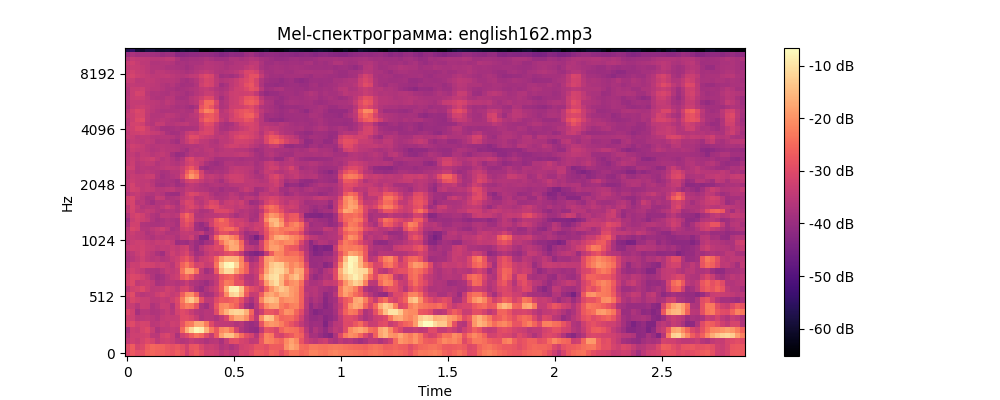 Mel-спектрограмма: english162.mp3
Hz
8192
4096
2048
1024
512
0
0 0.5 1 1.5 2 2.5
Time
-10 dB
-20 dB
-30 dB
-40 dB
-50 dB
-60 dB